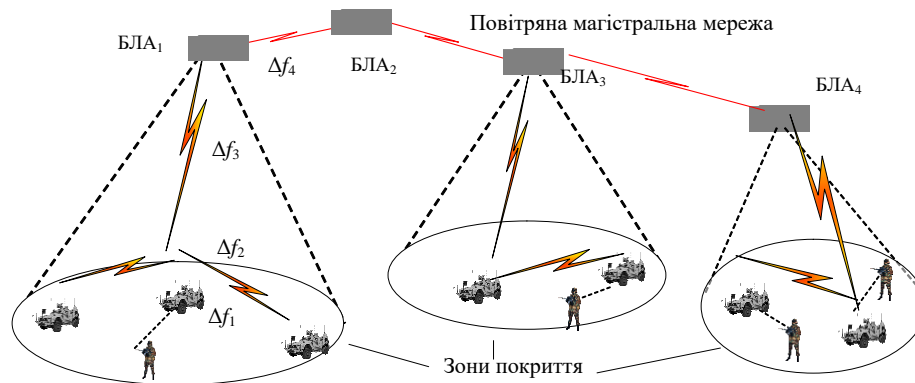 Повітряна магістральна мережа
БЛА₁
БЛА₂
БЛА₃
БЛА₄
Δf₄
Δf₃
Δf₂
Δf₁
Зони покриття